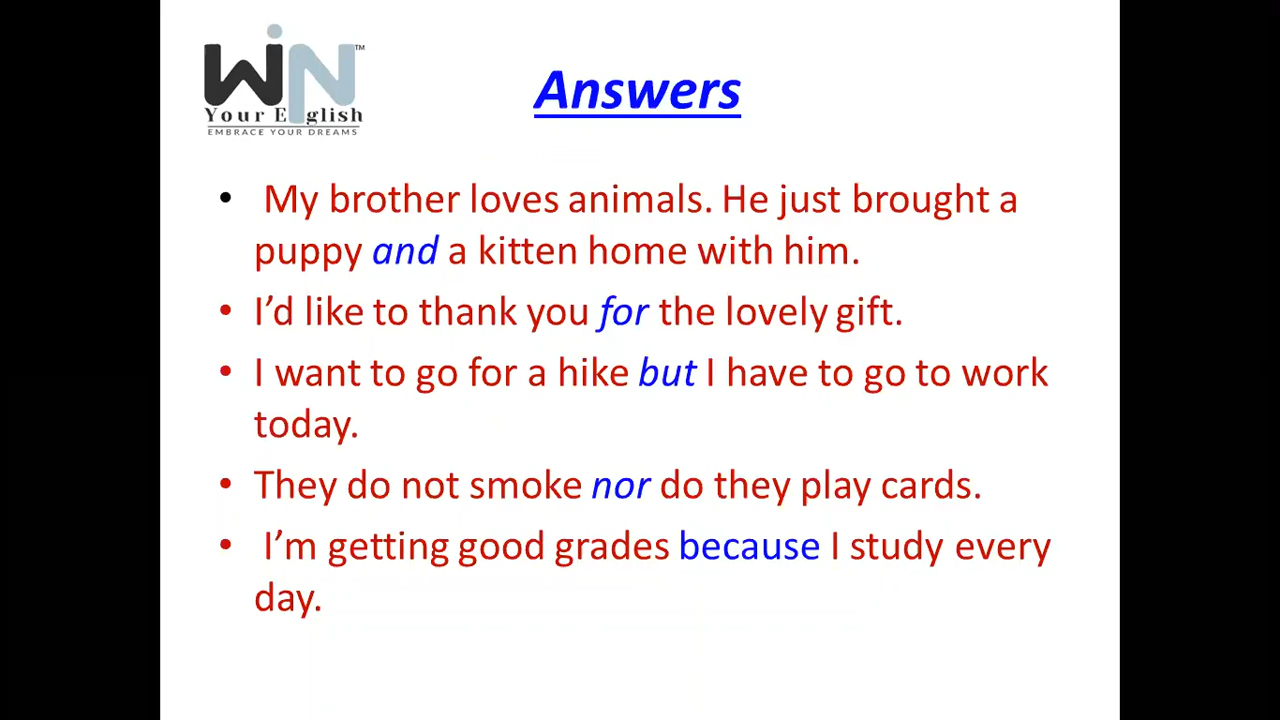 WiN™
Your English
EMBRACE YOUR DREAMS
Answers
• My brother loves animals. He just brought a
puppy and a kitten home with him.
• I’d like to thank you for the lovely gift.
• I want to go for a hike but I have to go to work
today.
• They do not smoke nor do they play cards.
• I’m getting good grades because I study every
day.